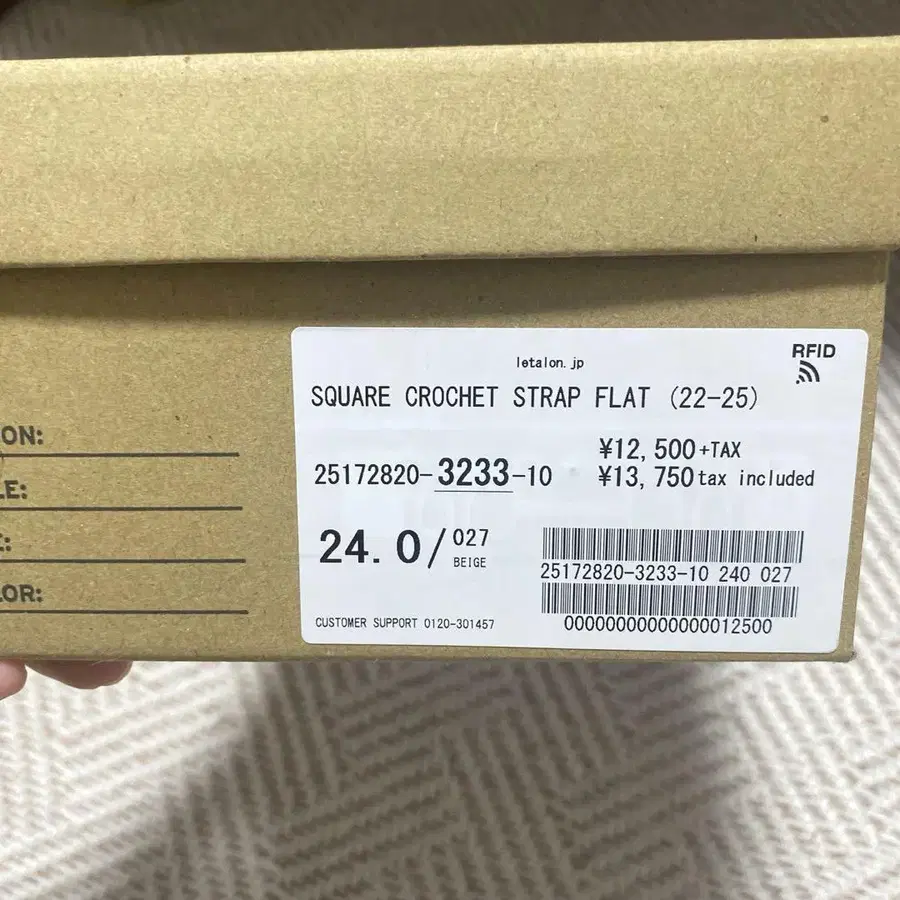 ON:
LE:
E:
LOR:
RFID
letalon.jp
SQUARE CROCHET STRAP FLAT (22-25)
¥12,500+TAX
25172820-3233-10 ¥13,750 tax included
24.0/027
BEIGE
25172820-3233-10 240 027
CUSTOMER SUPPORT 0120-301457
00000000000000012500